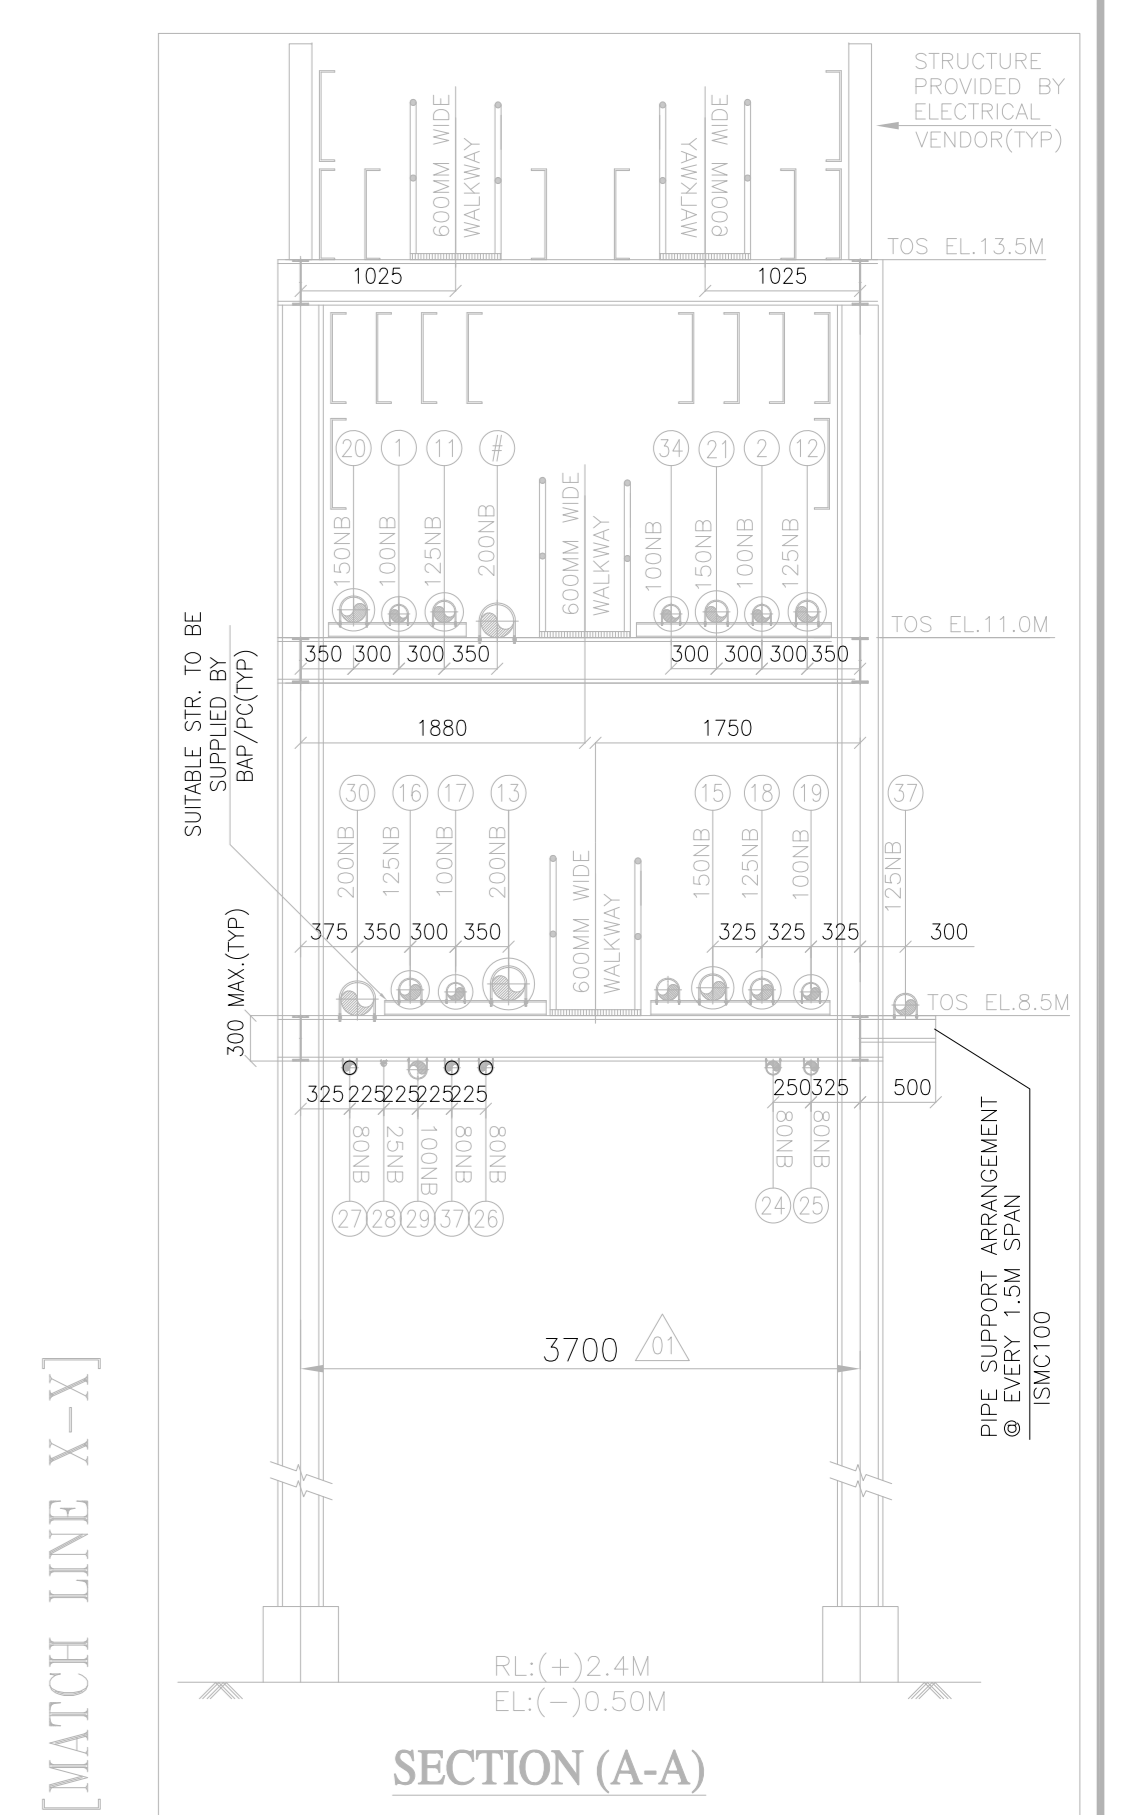 STRUCTURE
PROVIDED BY
ELECTRICAL
VENDOR(TYP)
600MM WIDE
WALKWAY
600MM WIDE
WALKWAY
TOS EL.13.5M
1025
1025
20
1
11
#
34
21
2
12
150NB
100NB
125NB
200NB
600MM WIDE
WALKWAY
100NB
150NB
100NB
125NB
TOS EL.11.0M
350
300
300
350
300
300
300
350
SUITABLE STR. TO BE
SUPPLIED BY
BAP/PC(TYP)
1880
1750
30
16
17
13
15
18
19
37
200NB
125NB
100NB
200NB
600MM WIDE
WALKWAY
150NB
125NB
100NB
125NB
375
350
300
350
325
325
325
300
300 MAX.(TYP)
TOS EL.8.5M
325
225
225
225
225
250
325
500
80NB
25NB
100NB
80NB
80NB
80NB
80NB
27
28
29
37
26
24
25
PIPE SUPPORT ARRANGEMENT
@ EVERY 1.5M SPAN
ISMC100
3700
01
[MATCH LINE X-X]
RL:(+)2.4M
EL:(-)0.50M
SECTION (A-A)